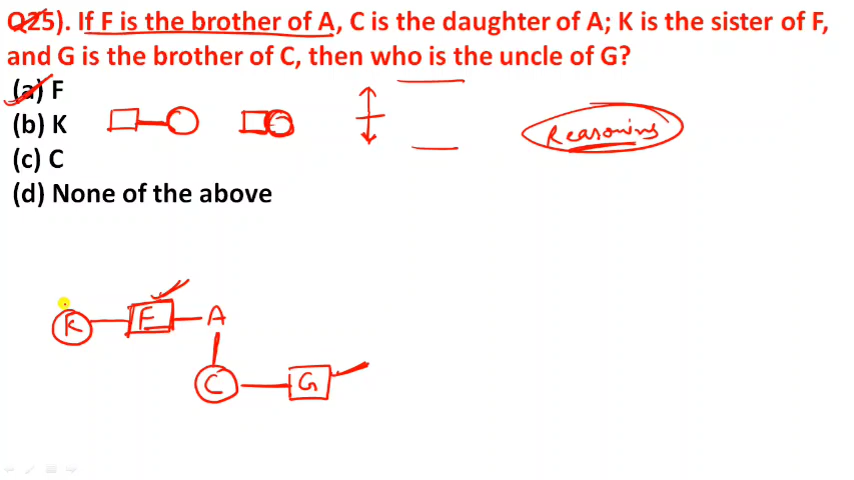 Q25). If F is the brother of A, C is the daughter of A; K is the sister of F,
and G is the brother of C, then who is the uncle of G?
(a) F
(b) K
(c) C
(d) None of the above
Reasoning
K F A
C G